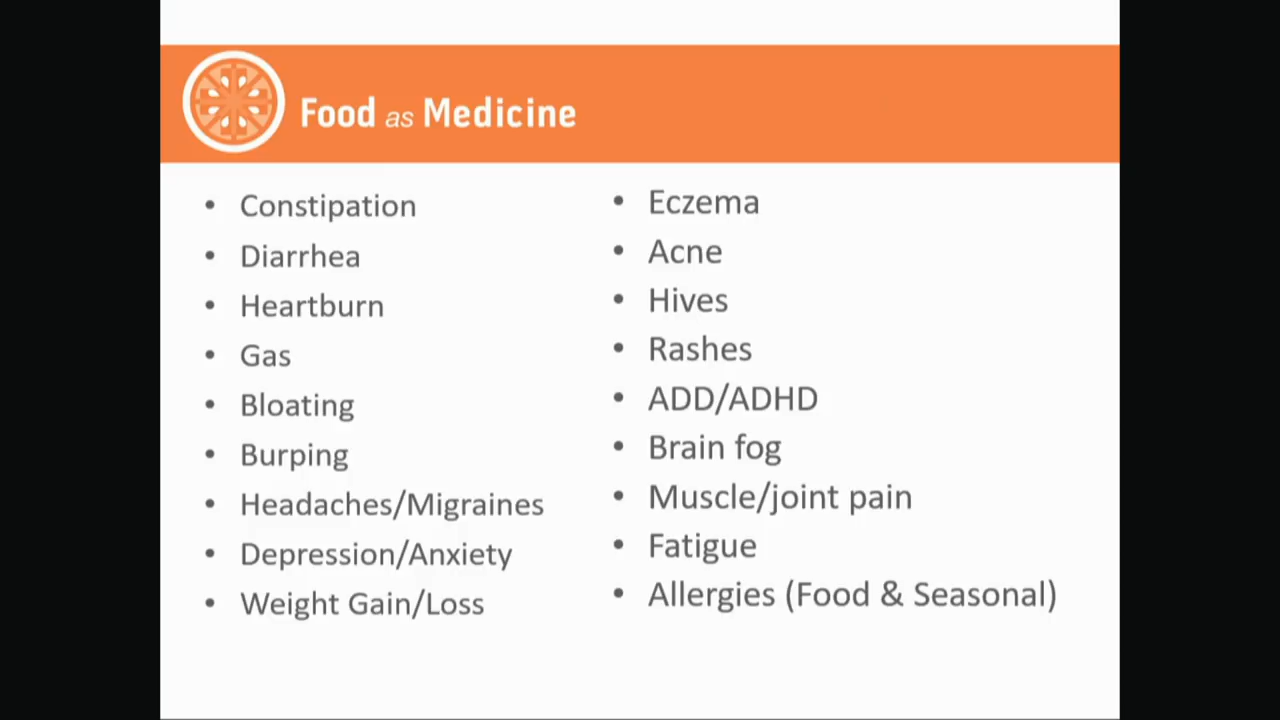 Food as Medicine
• Constipation
• Diarrhea
• Heartburn
• Gas
• Bloating
• Burping
• Headaches/Migraines
• Depression/Anxiety
• Weight Gain/Loss
• Eczema
• Acne
• Hives
• Rashes
• ADD/ADHD
• Brain fog
• Muscle/joint pain
• Fatigue
• Allergies (Food & Seasonal)